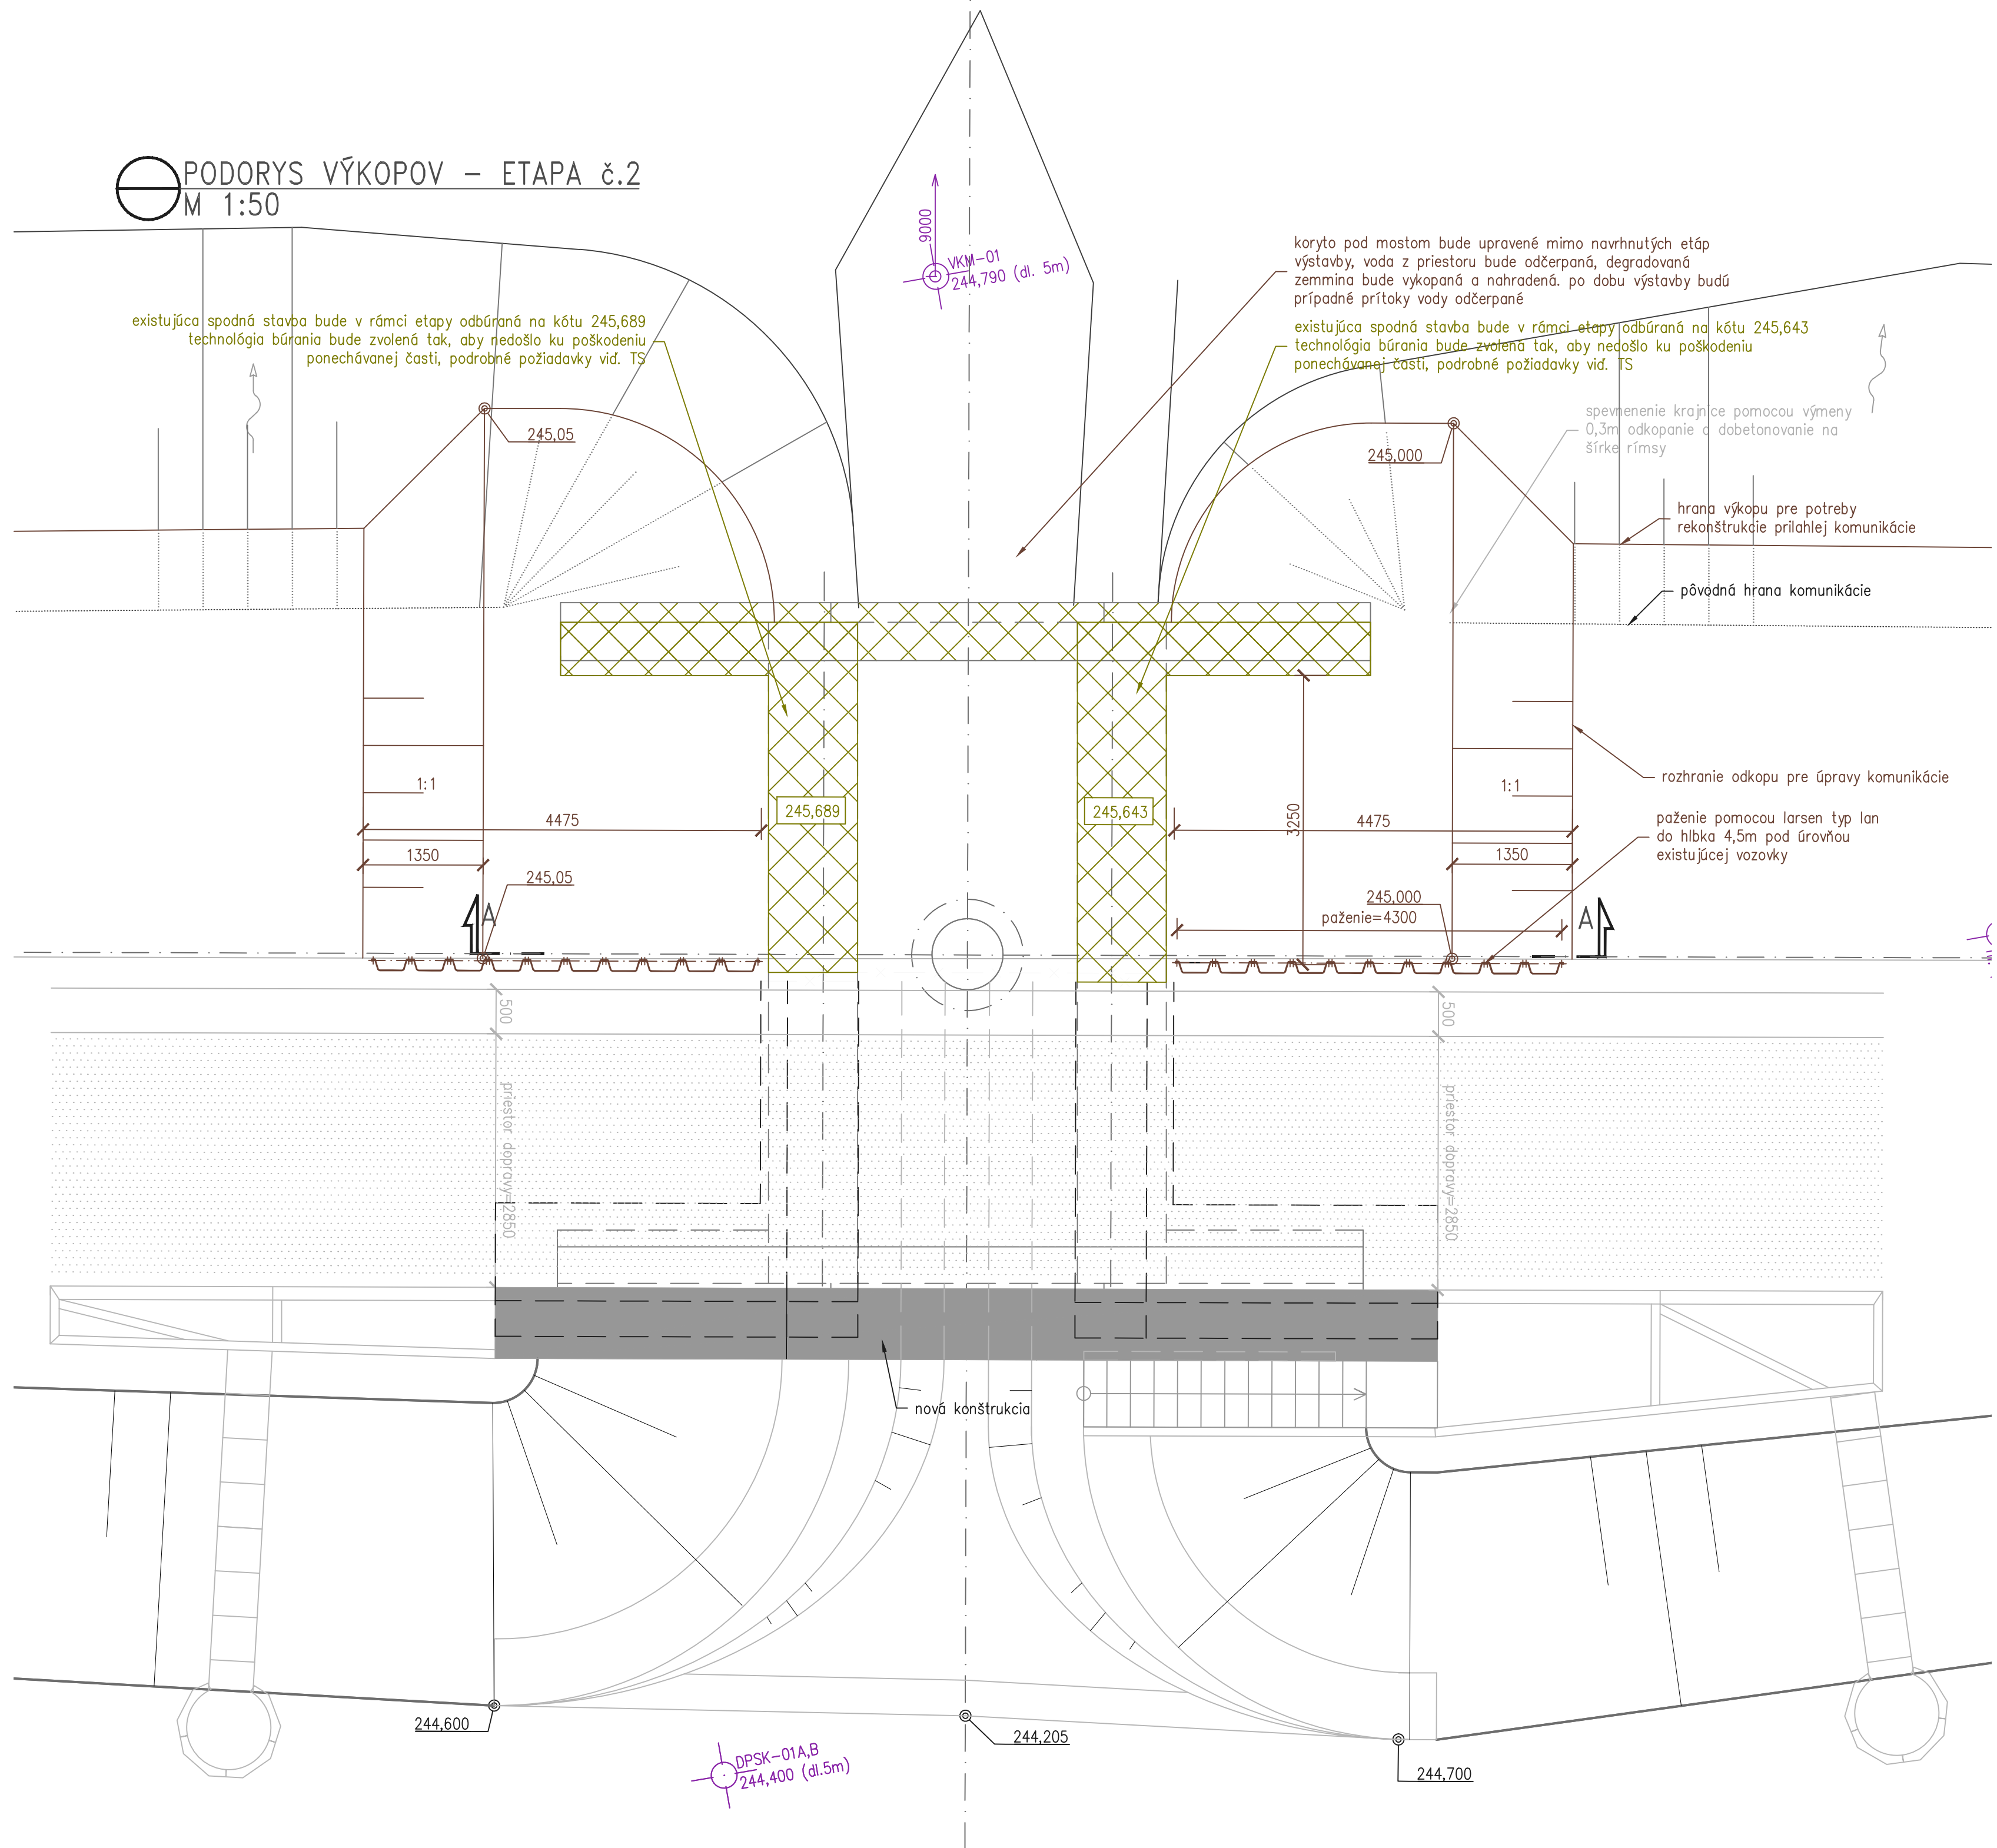 PODORYS VÝKOPOV - ETAPA č.2
M 1:50
9000
VKM-01
244,790 (dl. 5m)
koryto pod mostom bude upravené mimo navrhnutých etáp
výstavby, voda z priestoru bude odčerpaná, degradovaná
zemmina bude vykopaná a nahradená. po dobu výstavby budú
prípadné prítoky vody odčerpané
existujúca spodná stavba bude v rámci etapy odbúraná na kótu 245,689
technológia búrania bude zvolená tak, aby nedošlo ku poškodeniu
ponechávanej časti, podrobné požiadavky viď. TS
existujúca spodná stavba bude v rámci etapy odbúraná na kótu 245,643
technológia búrania bude zvolená tak, aby nedošlo ku poškodeniu
ponechávanej časti, podrobné požiadavky viď. TS
spevnenenie krajnice pomocou výmeny
0,3m odkopanie a dobetonovanie na
šírke rímsy
245,05
245,000
hrana výkopu pre potreby
rekonštrukcie prilahlej komunikácie
pôvodná hrana komunikácie
rozhranie odkopu pre úpravy komunikácie
1:1
1:1
245,689
245,643
3250
4475
4475
paženie pomocou larsen typ lan
do hlbka 4,5m pod úrovňou
existujúcej vozovky
1350
1350
245,05
245,000
paženie=4300
A
A
500
500
priestor dopravy=2850
priestor dopravy=2850
nová konštrukcia
244,600
244,205
244,700
DPSK-01A,B
244,400 (dl.5m)